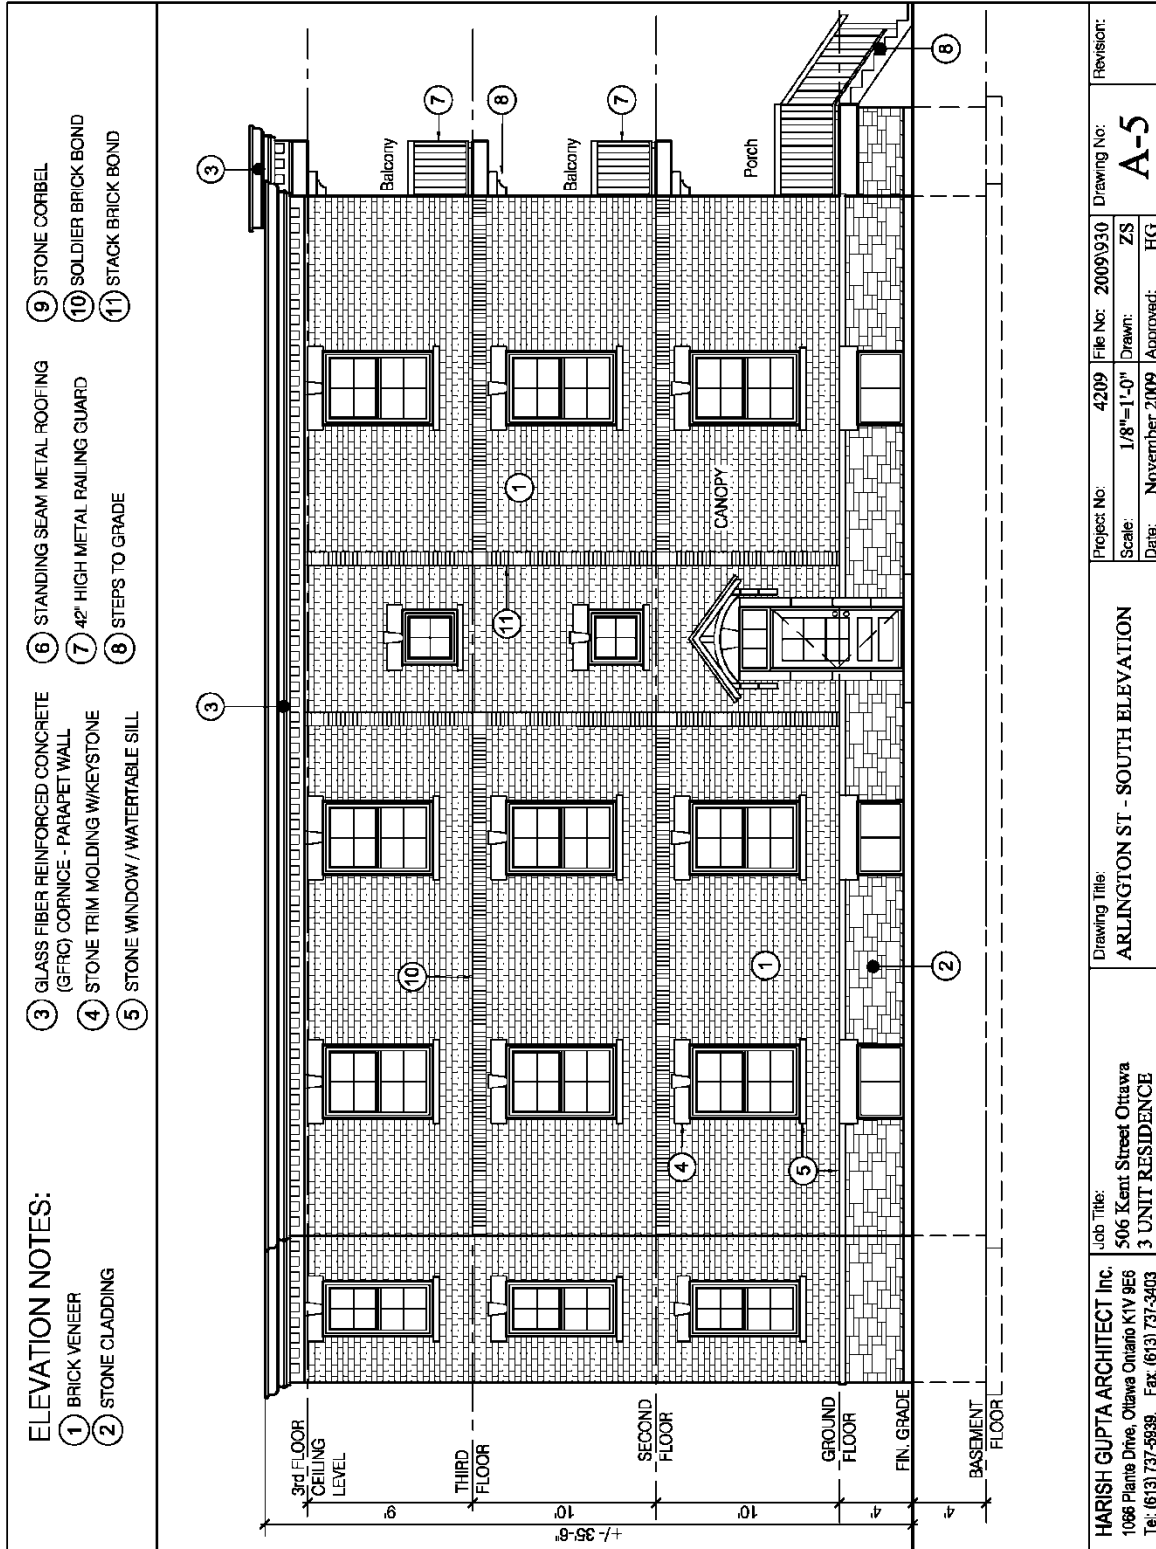 ELEVATION NOTES:
1 BRICK VENEER
2 STONE CLADDING
3 GLASS FIBER REINFORCED CONCRETE
(GFRC) CORNICE - PARAPET WALL
4 STONE TRIM MOLDING W/KEYSTONE
5 STONE WINDOW / WATERTABLE SILL
6 STANDING SEAM METAL ROOFING
7 42" HIGH METAL RAILING GUARD
8 STEPS TO GRADE
9 STONE CORBEL
10 SOLDIER BRICK BOND
11 STACK BRICK BOND
3
3
3rd FLOOR
CEILING
LEVEL
9'
Balcony
7
10
THIRD
FLOOR
8
11
1
10'
+/- 35'-6"
Balcony
7
SECOND
FLOOR
4
CANOPY
1
10'
Porch
5
GROUND
FLOOR
8
4'
FIN. GRADE
2
4'
BASEMENT
FLOOR
HARISH GUPTA ARCHITECT Inc.
1066 Plante Drive, Ottawa Ontario K1V 9E6
Tel: (613) 737-5939, Fax: (613) 737-3403
Job Title:
506 Kent Street Ottawa
3 UNIT RESIDENCE
Drawing Title:
ARLINGTON ST - SOUTH ELEVATION
Project No: 4209
Scale: 1/8"=1'-0"
Date: November 2009
File No: 2009\930
Drawn: ZS
Approved: HG
Drawing No:
A-5
Revision: